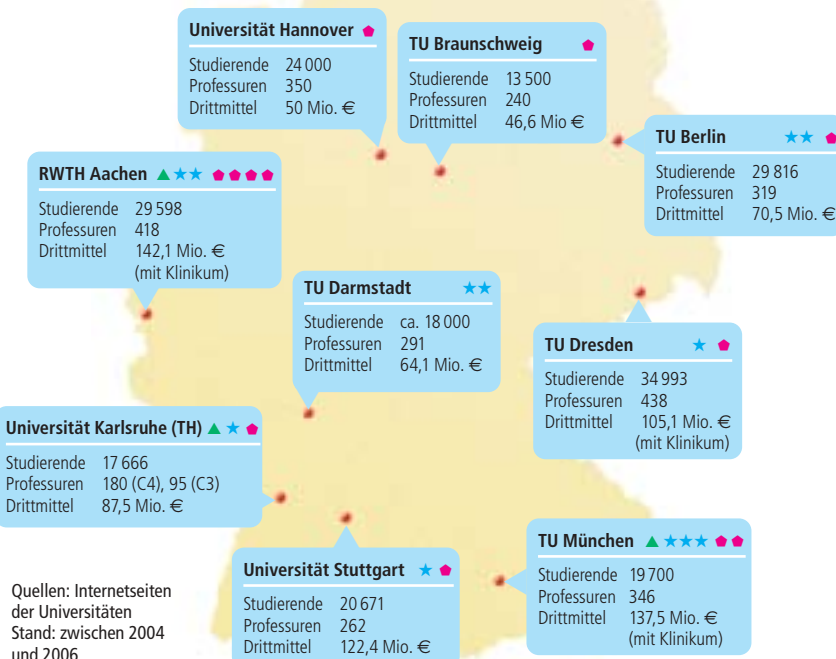 Universität Hannover
Studierende 24 000
Professuren 350
Drittmittel 50 Mio. €
TU Braunschweig
Studierende 13 500
Professuren 240
Drittmittel 46,6 Mio €
TU Berlin
Studierende 29 816
Professuren 319
Drittmittel 70,5 Mio. €
RWTH Aachen
Studierende 29 598
Professuren 418
Drittmittel 142,1 Mio. €
(mit Klinikum)
TU Darmstadt
Studierende ca. 18 000
Professuren 291
Drittmittel 64,1 Mio. €
TU Dresden
Studierende 34 993
Professuren 438
Drittmittel 105,1 Mio. €
(mit Klinikum)
Universität Karlsruhe (TH)
Studierende 17 666
Professuren 180 (C4), 95 (C3)
Drittmittel 87,5 Mio. €
Universität Stuttgart
Studierende 20 671
Professuren 262
Drittmittel 122,4 Mio. €
TU München
Studierende 19 700
Professuren 346
Drittmittel 137,5 Mio. €
(mit Klinikum)
Quellen: Internetseiten
der Universitäten
Stand: zwischen 2004
und 2006